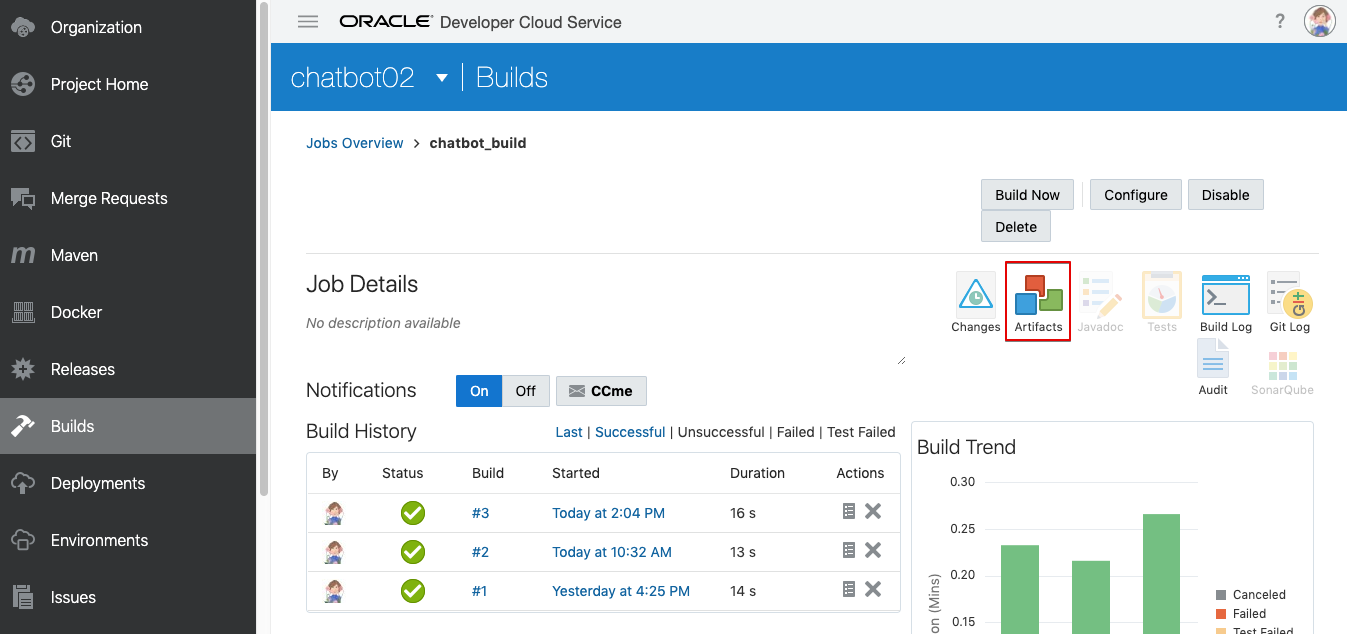 Organization
Project Home
Git
Merge Requests
Maven
Docker
Releases
Builds
Deployments
Environments
Issues
ORACLE® Developer Cloud Service
?
chatbot02 Builds
Jobs Overview > chatbot_build
Build Now Configure Disable
Delete
Job Details
No description available
Changes Artifacts Javadoc Tests Build Log Git Log
Audit SonarQube
Notifications On Off CCme
Build History Last | Successful | Unsuccessful | Failed | Test Failed
By Status Build Started Duration Actions
#3 Today at 2:04 PM 16 s
#2 Today at 10:32 AM 13 s
#1 Yesterday at 4:25 PM 14 s
Build Trend
0.30
0.25
0.20
0.15
on (Mins)
Canceled
Failed
Test Failed